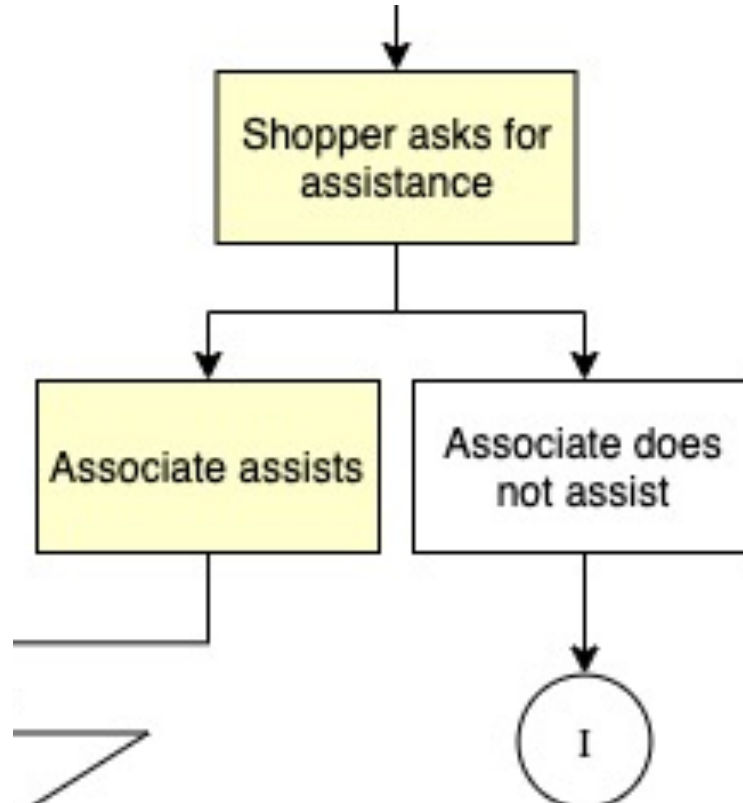 Shopper asks for
assistance
Associate assists
Associate does
not assist
I